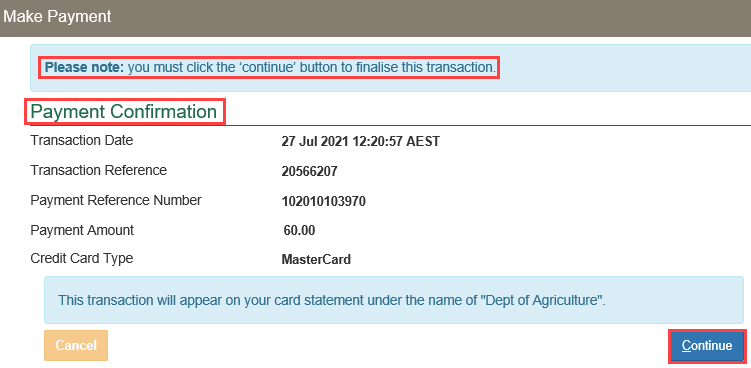 Make Payment
Please note: you must click the ‘continue’ button to finalise this transaction.
Payment Confirmation
Transaction Date 27 Jul 2021 12:20:57 AEST
Transaction Reference 20566207
Payment Reference Number 102010103970
Payment Amount 60.00
Credit Card Type MasterCard
This transaction will appear on your card statement under the name of "Dept of Agriculture".
Cancel Continue